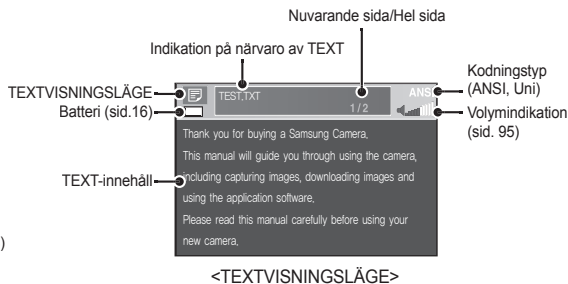 Nuvarande sida/Hel sida
Indikation på närvaro av TEXT
Kodningstyp
(ANSI, Uni)
TEXTVISNINGSLÄGE
TEST.TXT
ANSI
Batteri (sid.16)
1 / 2
Volymindikation
(sid. 95)
Thank you for buying a Samsung Camera,
This manual will guide you through using the camera,
TEXT-innehåll
including capturing images, downloading images and
using the application software,
Please read this manual carefully before using your
new camera,
)
<TEXTVISNINGSLÄGE>